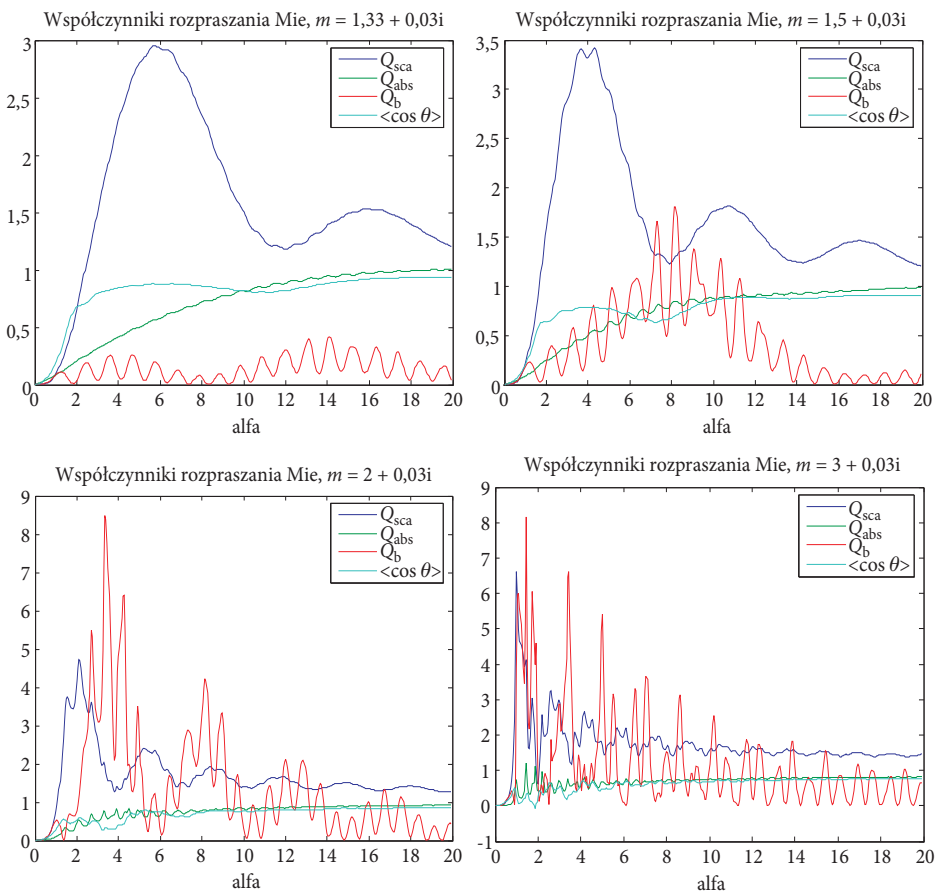 Współczynniki rozpraszania Mie, m = 1,33 + 0,03i
3
2,5
2
1,5
1
0,5
0
0 2 4 6 8 10 12 14 16 18 20
alfa
Qsca
Qabs
Qb
<cos θ>
Współczynniki rozpraszania Mie, m = 1,5 + 0,03i
3,5
3
2,5
2
1,5
1
0,5
0
0 2 4 6 8 10 12 14 16 18 20
alfa
Qsca
Qabs
Qb
<cos θ>
Współczynniki rozpraszania Mie, m = 2 + 0,03i
9
8
7
6
5
4
3
2
1
0
0 2 4 6 8 10 12 14 16 18 20
alfa
Qsca
Qabs
Qb
<cos θ>
Współczynniki rozpraszania Mie, m = 3 + 0,03i
9
8
7
6
5
4
3
2
1
0
-1
0 2 4 6 8 10 12 14 16 18 20
alfa
Qsca
Qabs
Qb
<cos θ>